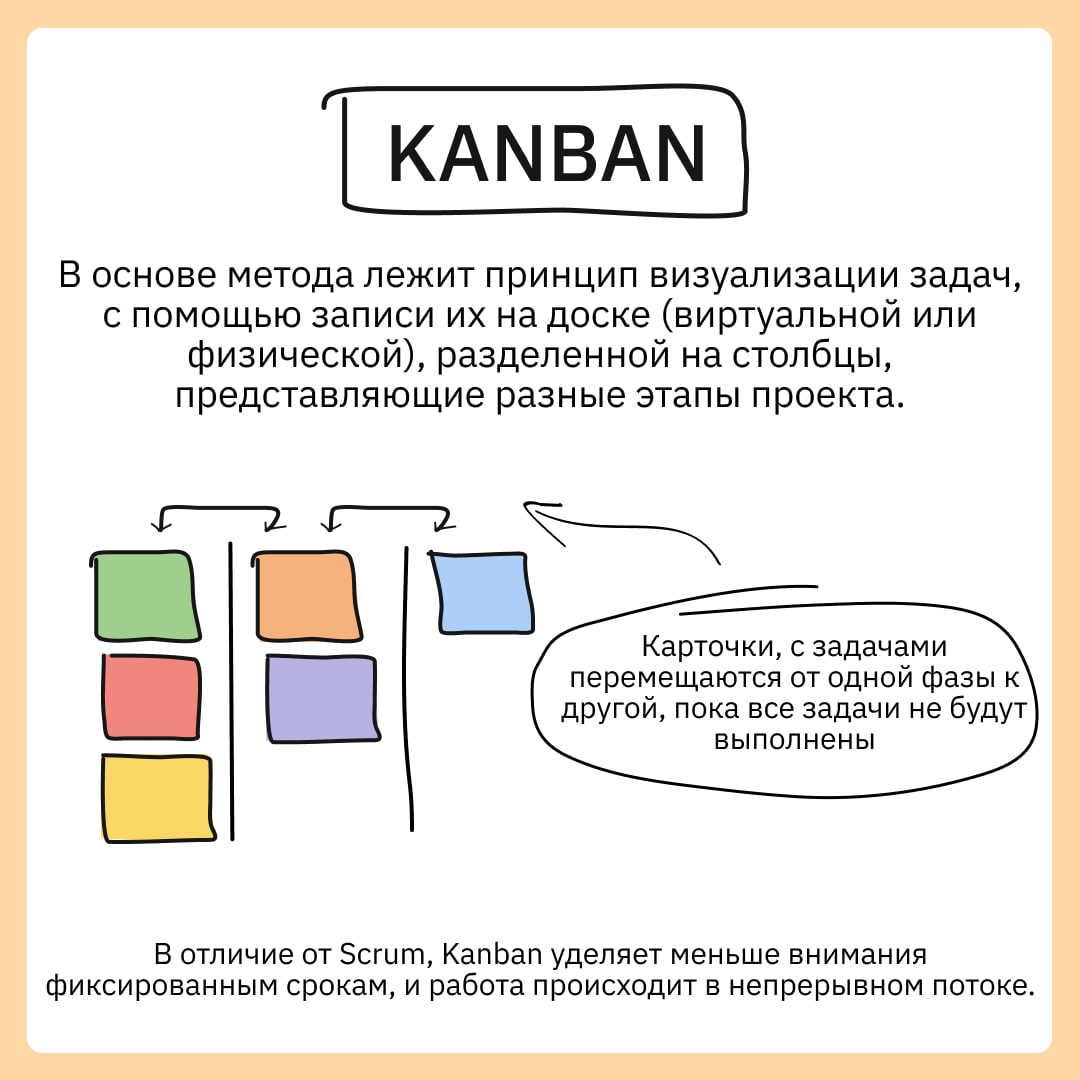 KANBAN
В основе метода лежит принцип визуализации задач,
с помощью записи их на доске (виртуальной или
физической), разделенной на столбцы,
представляющие разные этапы проекта.
Карточки, с задачами
перемещаются от одной фазы к
другой, пока все задачи не будут
выполнены
В отличие от Scrum, Kanban уделяет меньше внимания
фиксированным срокам, и работа происходит в непрерывном потоке.